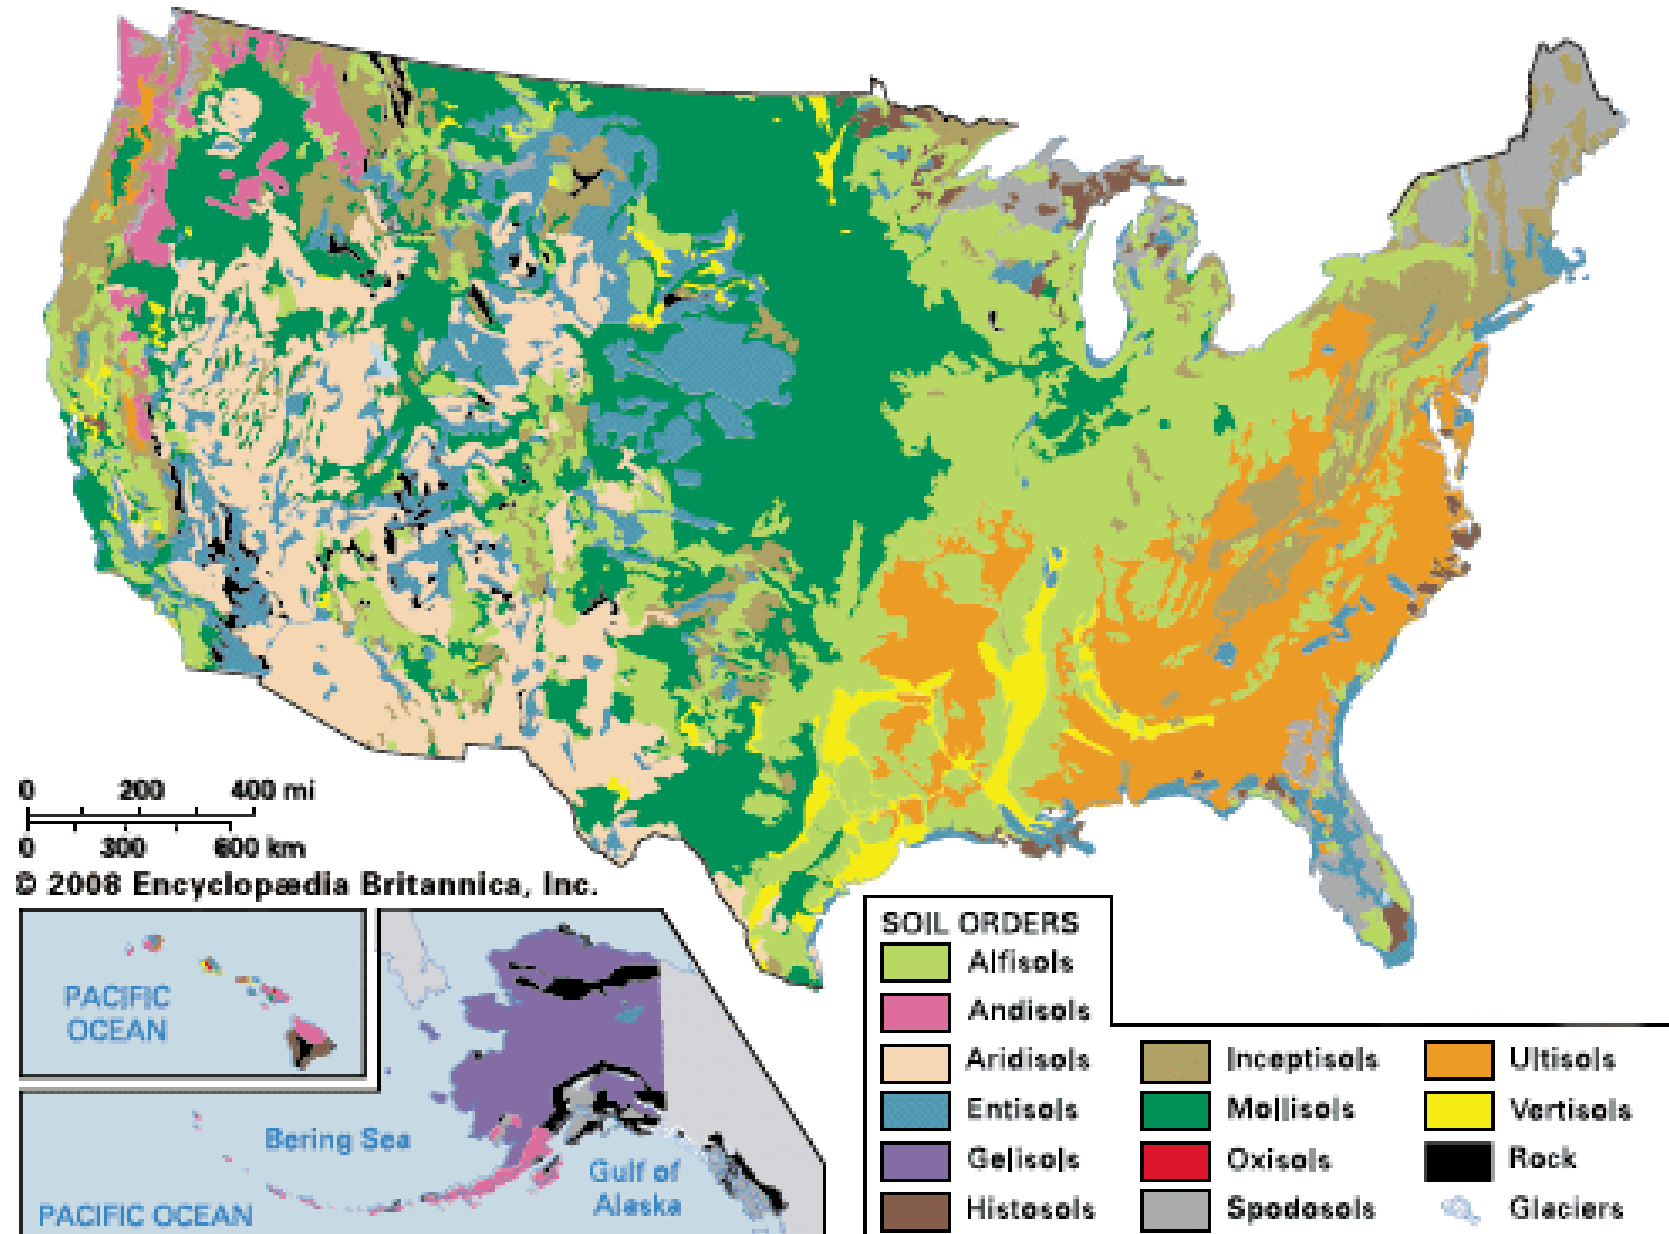 0 200 400 mi
0 300 600 km
© 2008 Encyclopædia Britannica, Inc.
PACIFIC
OCEAN
Bering Sea
Gulf of
Alaska
PACIFIC OCEAN
SOIL ORDERS
Alfisols
Andisols
Aridisols
Entisols
Gelisols
Histosols
Inceptisols
Mollisols
Oxisols
Spodosols
Ultisols
Vertisols
Rock
Glaciers